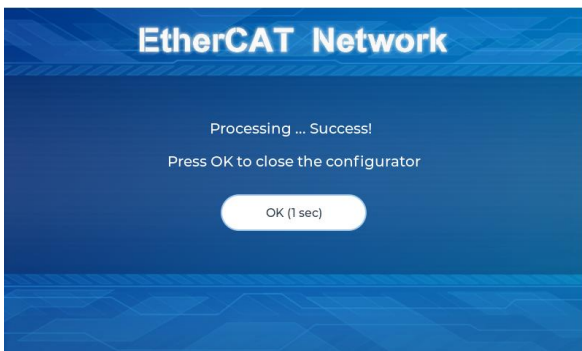 EtherCAT Network
Processing ... Success!
Press OK to close the configurator
OK (1 sec)